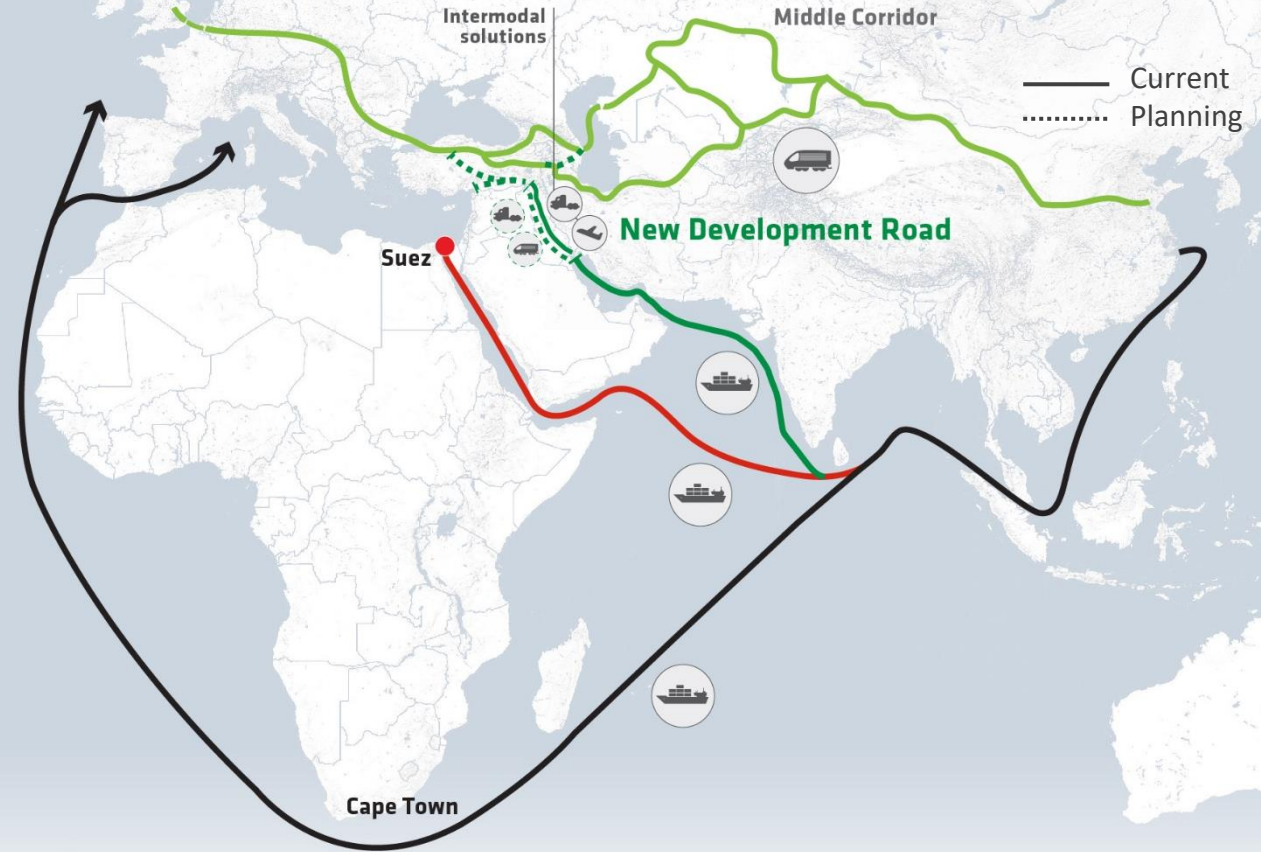 Intermodal
solutions
Middle Corridor
Current
Planning
New Development Road
Suez
Cape Town